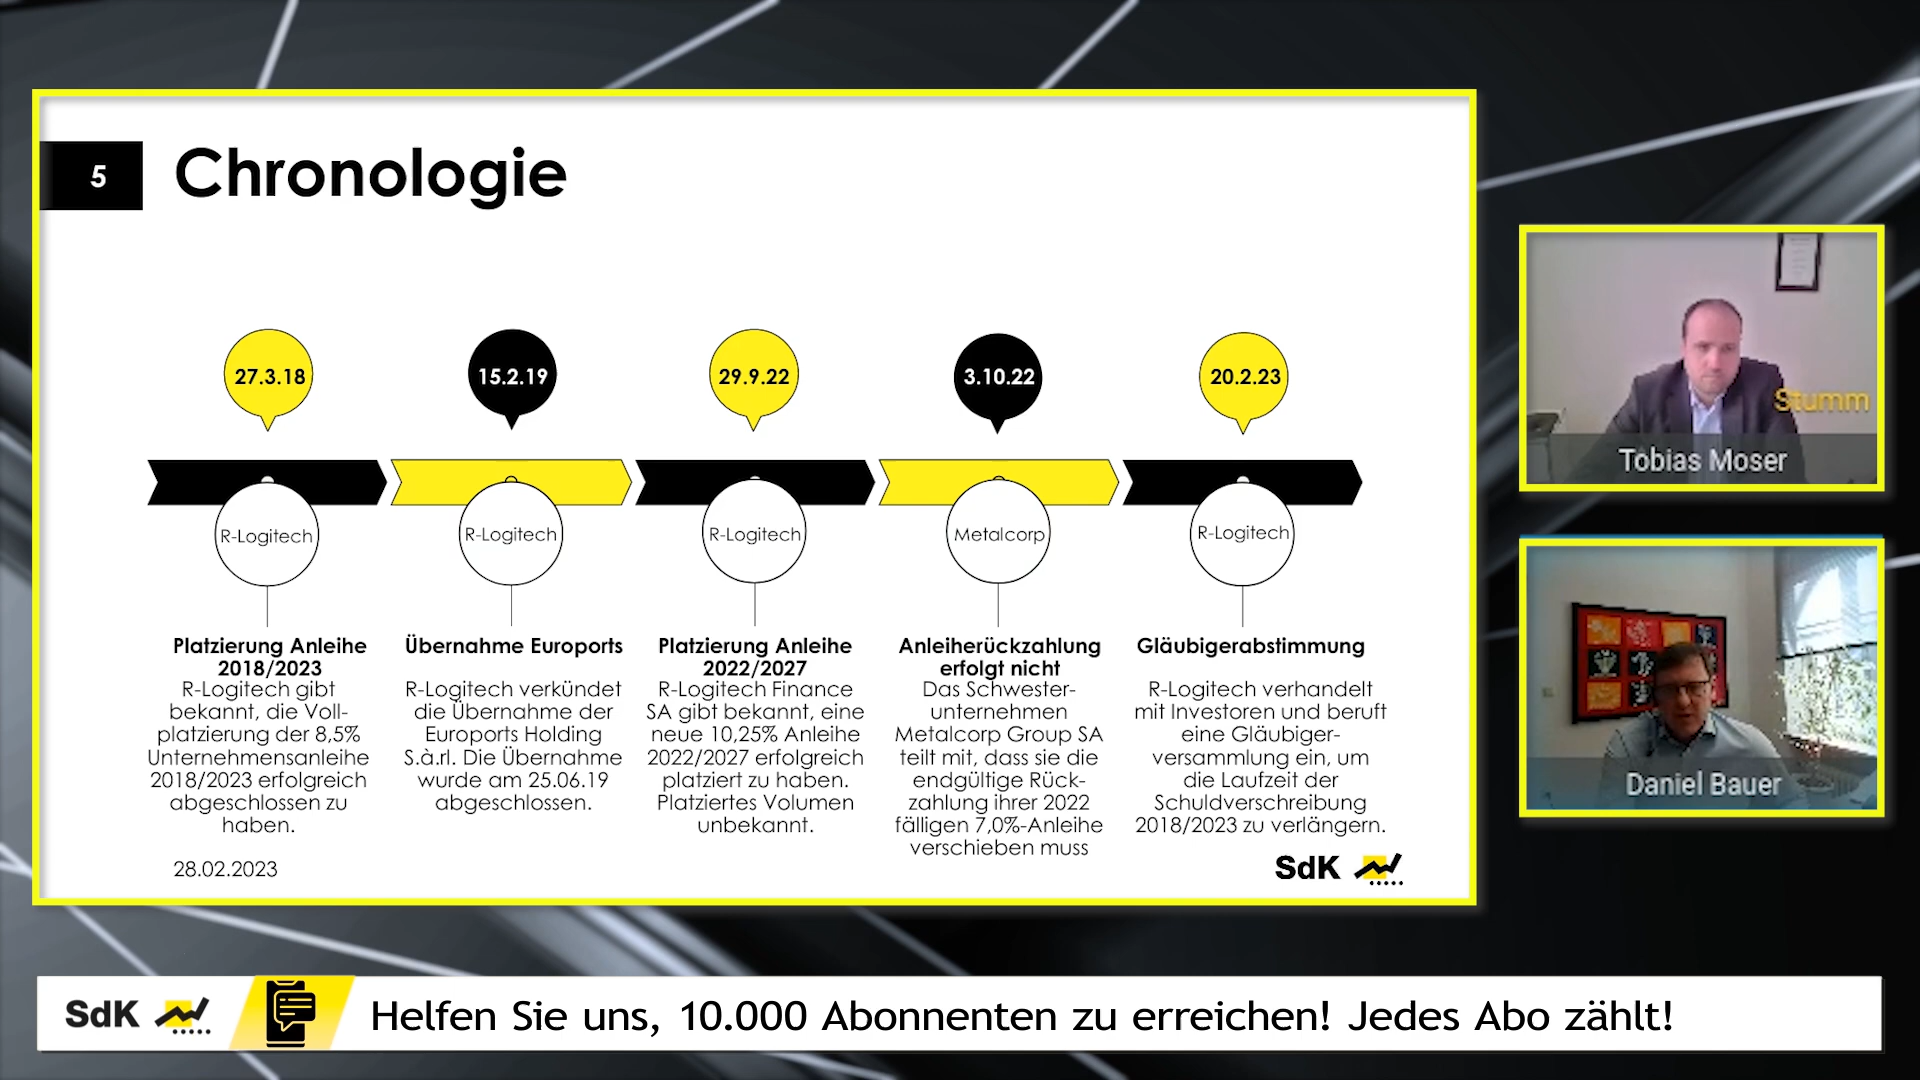 5
Chronologie
27.3.18
15.2.19
29.9.22
3.10.22
20.2.23
R-Logitech
R-Logitech
R-Logitech
Metalcorp
R-Logitech
Platzierung Anleihe
2018/2023
R-Logitech gibt
bekannt, die Voll-
platzierung der 8,5%
Unternehmensanleihe
2018/2023 erfolgreich
abgeschlossen zu
haben.
Übernahme Euroports
R-Logitech verkündet
die Übernahme der
Euroports Holding
S.à.rl. Die Übernahme
wurde am 25.06.19
abgeschlossen.
Platzierung Anleihe
2022/2027
R-Logitech Finance
SA gibt bekannt, eine
neue 10,25% Anleihe
2022/2027 erfolgreich
platziert zu haben.
Platziertes Volumen
unbekannt.
Anleiherückzahlung
erfolgt nicht
Das Schwester-
unternehmen
Metalcorp Group SA
teilt mit, dass sie die
endgültige Rück-
zahlung ihrer 2022
fälligen 7,0%-Anleihe
verschieben muss
Gläubigerabstimmung
R-Logitech verhandelt
mit Investoren und beruft
eine Gläubiger-
versammlung ein, um
die Laufzeit der
Schuldverschreibung
2018/2023 zu verlängern.
28.02.2023
SdK
Stumm
Tobias Moser
Daniel Bauer
SdK
Helfen Sie uns, 10.000 Abonnenten zu erreichen! Jedes Abo zählt!